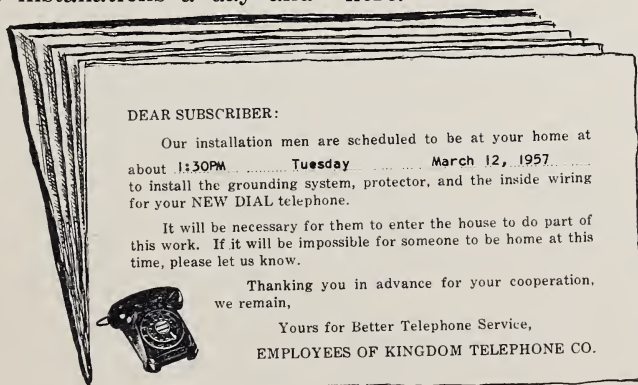 installations a day and
DEAR SUBSCRIBER:
Our installation men are scheduled to be at your home at
about 1:30PM Tuesday March 12, 1957
to install the grounding system, protector, and the inside wiring
for your NEW DIAL telephone.
It will be necessary for them to enter the house to do part of
this work. If it will be impossible for someone to be home at this
time, please let us know.
Thanking you in advance for your cooperation,
we remain,
Yours for Better Telephone Service,
EMPLOYEES OF KINGDOM TELEPHONE CO.